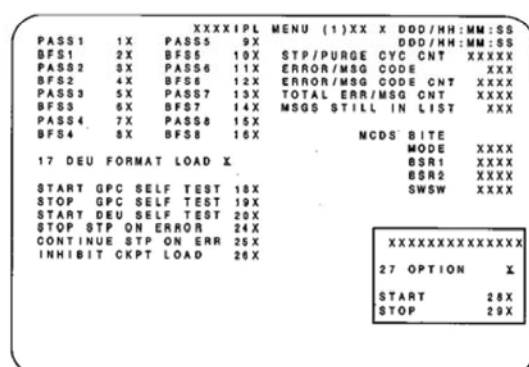 XXXXIPL MENU (1)XX X DDD/HH:MM:SS
PASS1 1X PASS5 9X DDD/HH:MM:SS
BFS1 2X BFS5 10X STP/PURGE CYC CNT XXXXX
PASS2 3X PASS6 11X ERROR/MSG CODE XXX
BFS2 4X BFS6 12X ERROR/MSG CODE CNT XXXX
PASS3 5X PASS7 13X TOTAL ERR/MSG CNT XXXX
BFS3 6X BFS7 14X MSGS STILL IN LIST XXX
PASS4 7X PASS8 15X
BFS4 8X BFS8 16X MCDS BITE
MODE XXXX
17 DEU FORMAT LOAD X BSR1 XXXX
BSR2 XXXX
START GPC SELF TEST 18X SWSW XXXX
STOP GPC SELF TEST 19X
START DEU SELF TEST 20X
STOP STP ON ERROR 24X
CONTINUE STP ON ERR 25X
INHIBIT CKPT LOAD 26X
XXXXXXXXXXXXXX
27 OPTION X
START 28X
STOP 29X